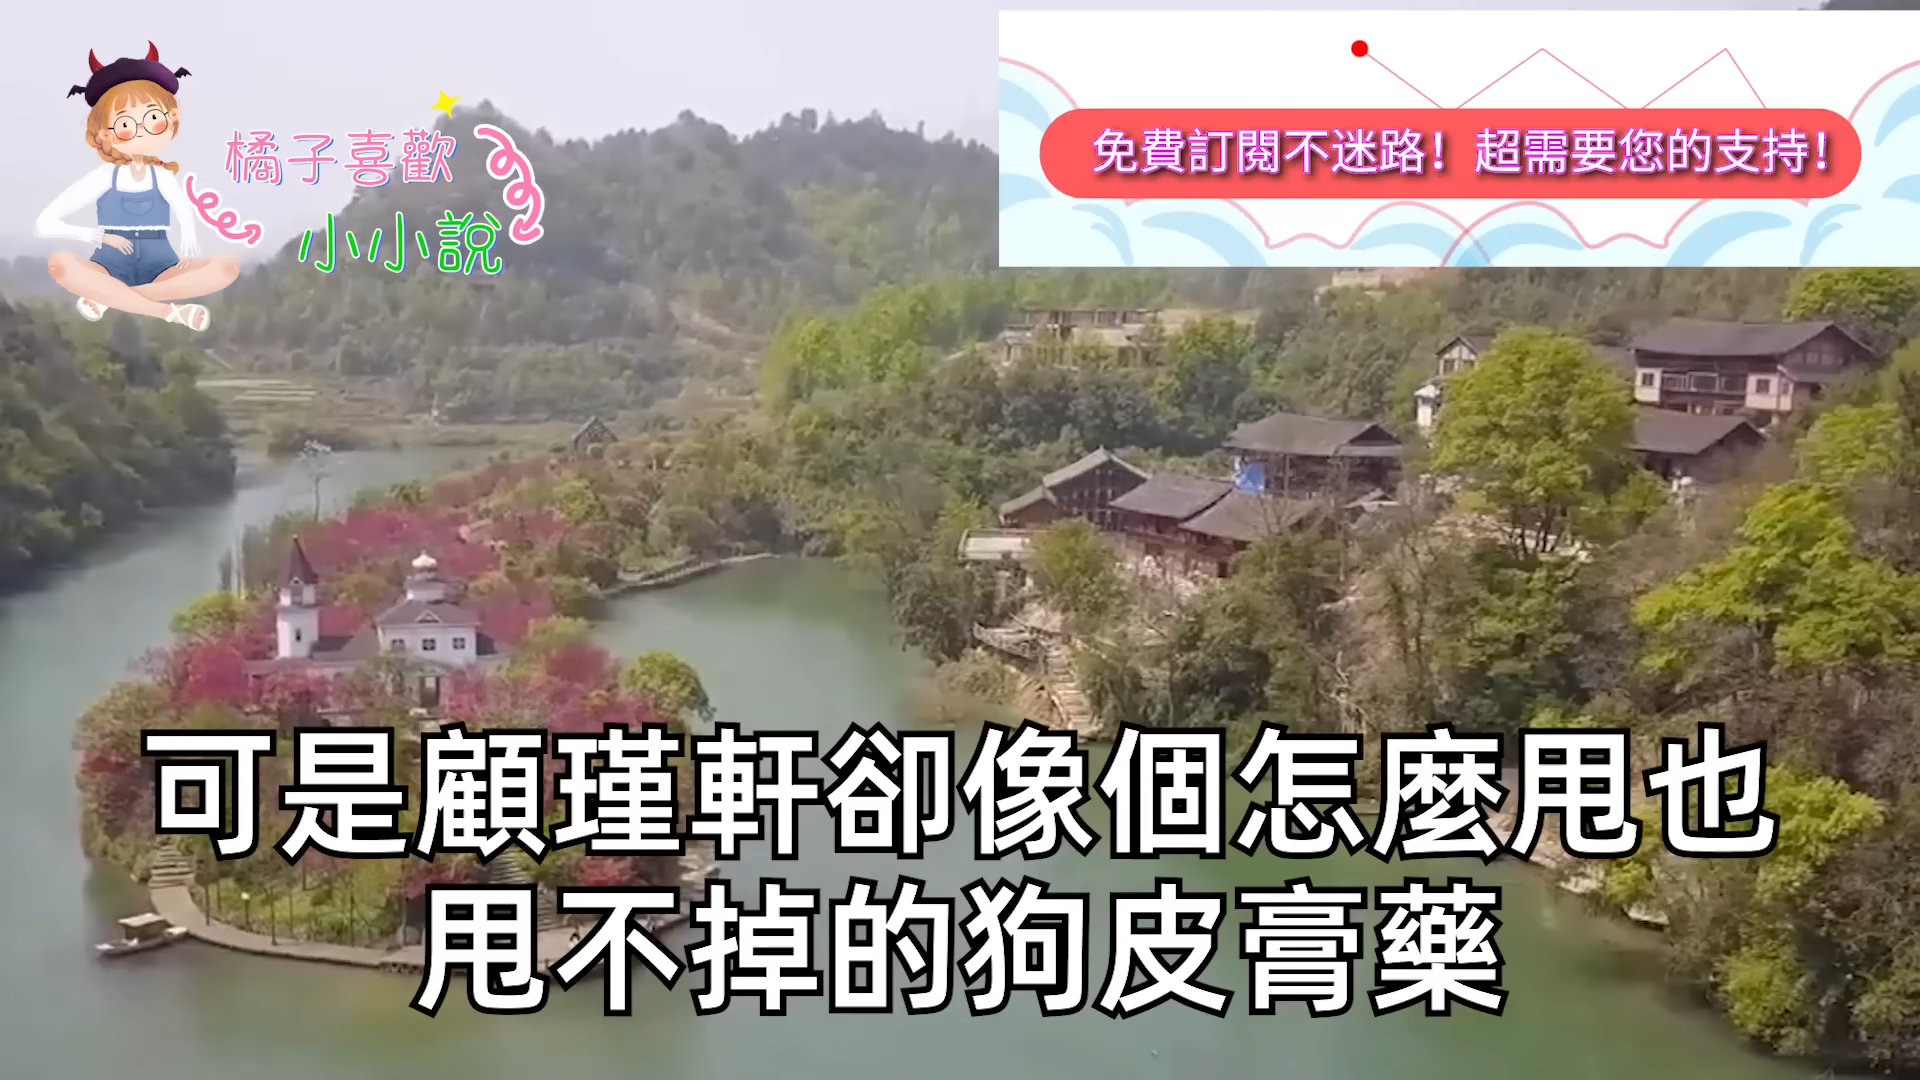 橘子喜歡
小小說
免費訂閱不迷路！超需要您的支持！
可是顧瑾軒卻像個怎麼甩也
甩不掉的狗皮膏藥